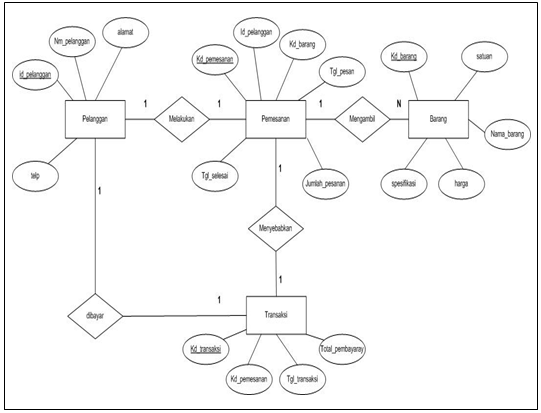 Id_pelanggan
alamat
Nm_pelanggan
Kd_barang
Kd_pemesanan
Kd_barang
satuan
id_pelanggan
Tgl_pesan
1
1
1
N
Pelanggan
Melakukan
Pemesanan
Mengambil
Barang
Nama_barang
telp
Tgl_selesai
1
Jumlah_pesanan
spesifikasi
harga
1
Menyebabkan
1
1
dibayar
Transaksi
Kd_transaksi
Total_pembayaray
Kd_pemesanan
Tgl_transaksi